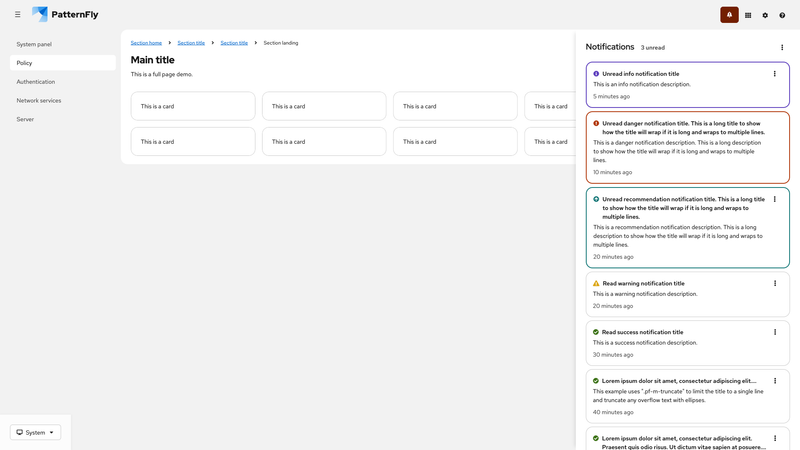 PatternFly
System panel
Policy
Authentication
Network services
Server
System
Section home
Section title
Section title
Section landing
Main title
This is a full page demo.
This is a card
This is a card
This is a card
This is a card
This is a card
This is a card
This is a card
This is a card
Notifications
3 unread
Unread info notification title
This is an info notification description.
5 minutes ago
Unread danger notification title. This is a long title to show
how the title will wrap if it is long and wraps to multiple lines.
This is a danger notification description. This is a long description
to show how the title will wrap if it is long and wraps to multiple
lines.
10 minutes ago
Unread recommendation notification title. This is a long title
to show how the title will wrap if it is long and wraps to
multiple lines.
This is a recommendation notification description. This is a long
description to show how the title will wrap if it is long and wraps to
multiple lines.
20 minutes ago
Read warning notification title
This is a warning notification description.
20 minutes ago
Read success notification title
This is a success notification description.
30 minutes ago
Lorem ipsum dolor sit amet, consectetur adipiscing elit....
This example uses ".pf-m-truncate" to limit the title to a single line
and truncate any overflow text with ellipses.
40 minutes ago
Lorem ipsum dolor sit amet, consectetur adipiscing elit.
Praesent quis odio risus. Ut dictum vitae sapien at posuere...